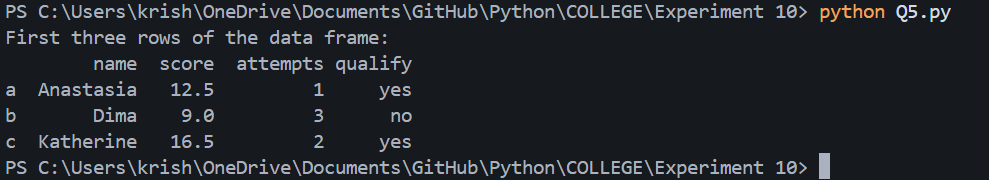 PS C:\Users\krish\OneDrive\Documents\GitHub\Python\COLLEGE\Experiment 10> python Q5.py
First three rows of the data frame:
        name  score  attempts qualify
a  Anastasia   12.5         1     yes
b       Dima    9.0         3      no
c  Katherine   16.5         2     yes
PS C:\Users\krish\OneDrive\Documents\GitHub\Python\COLLEGE\Experiment 10>